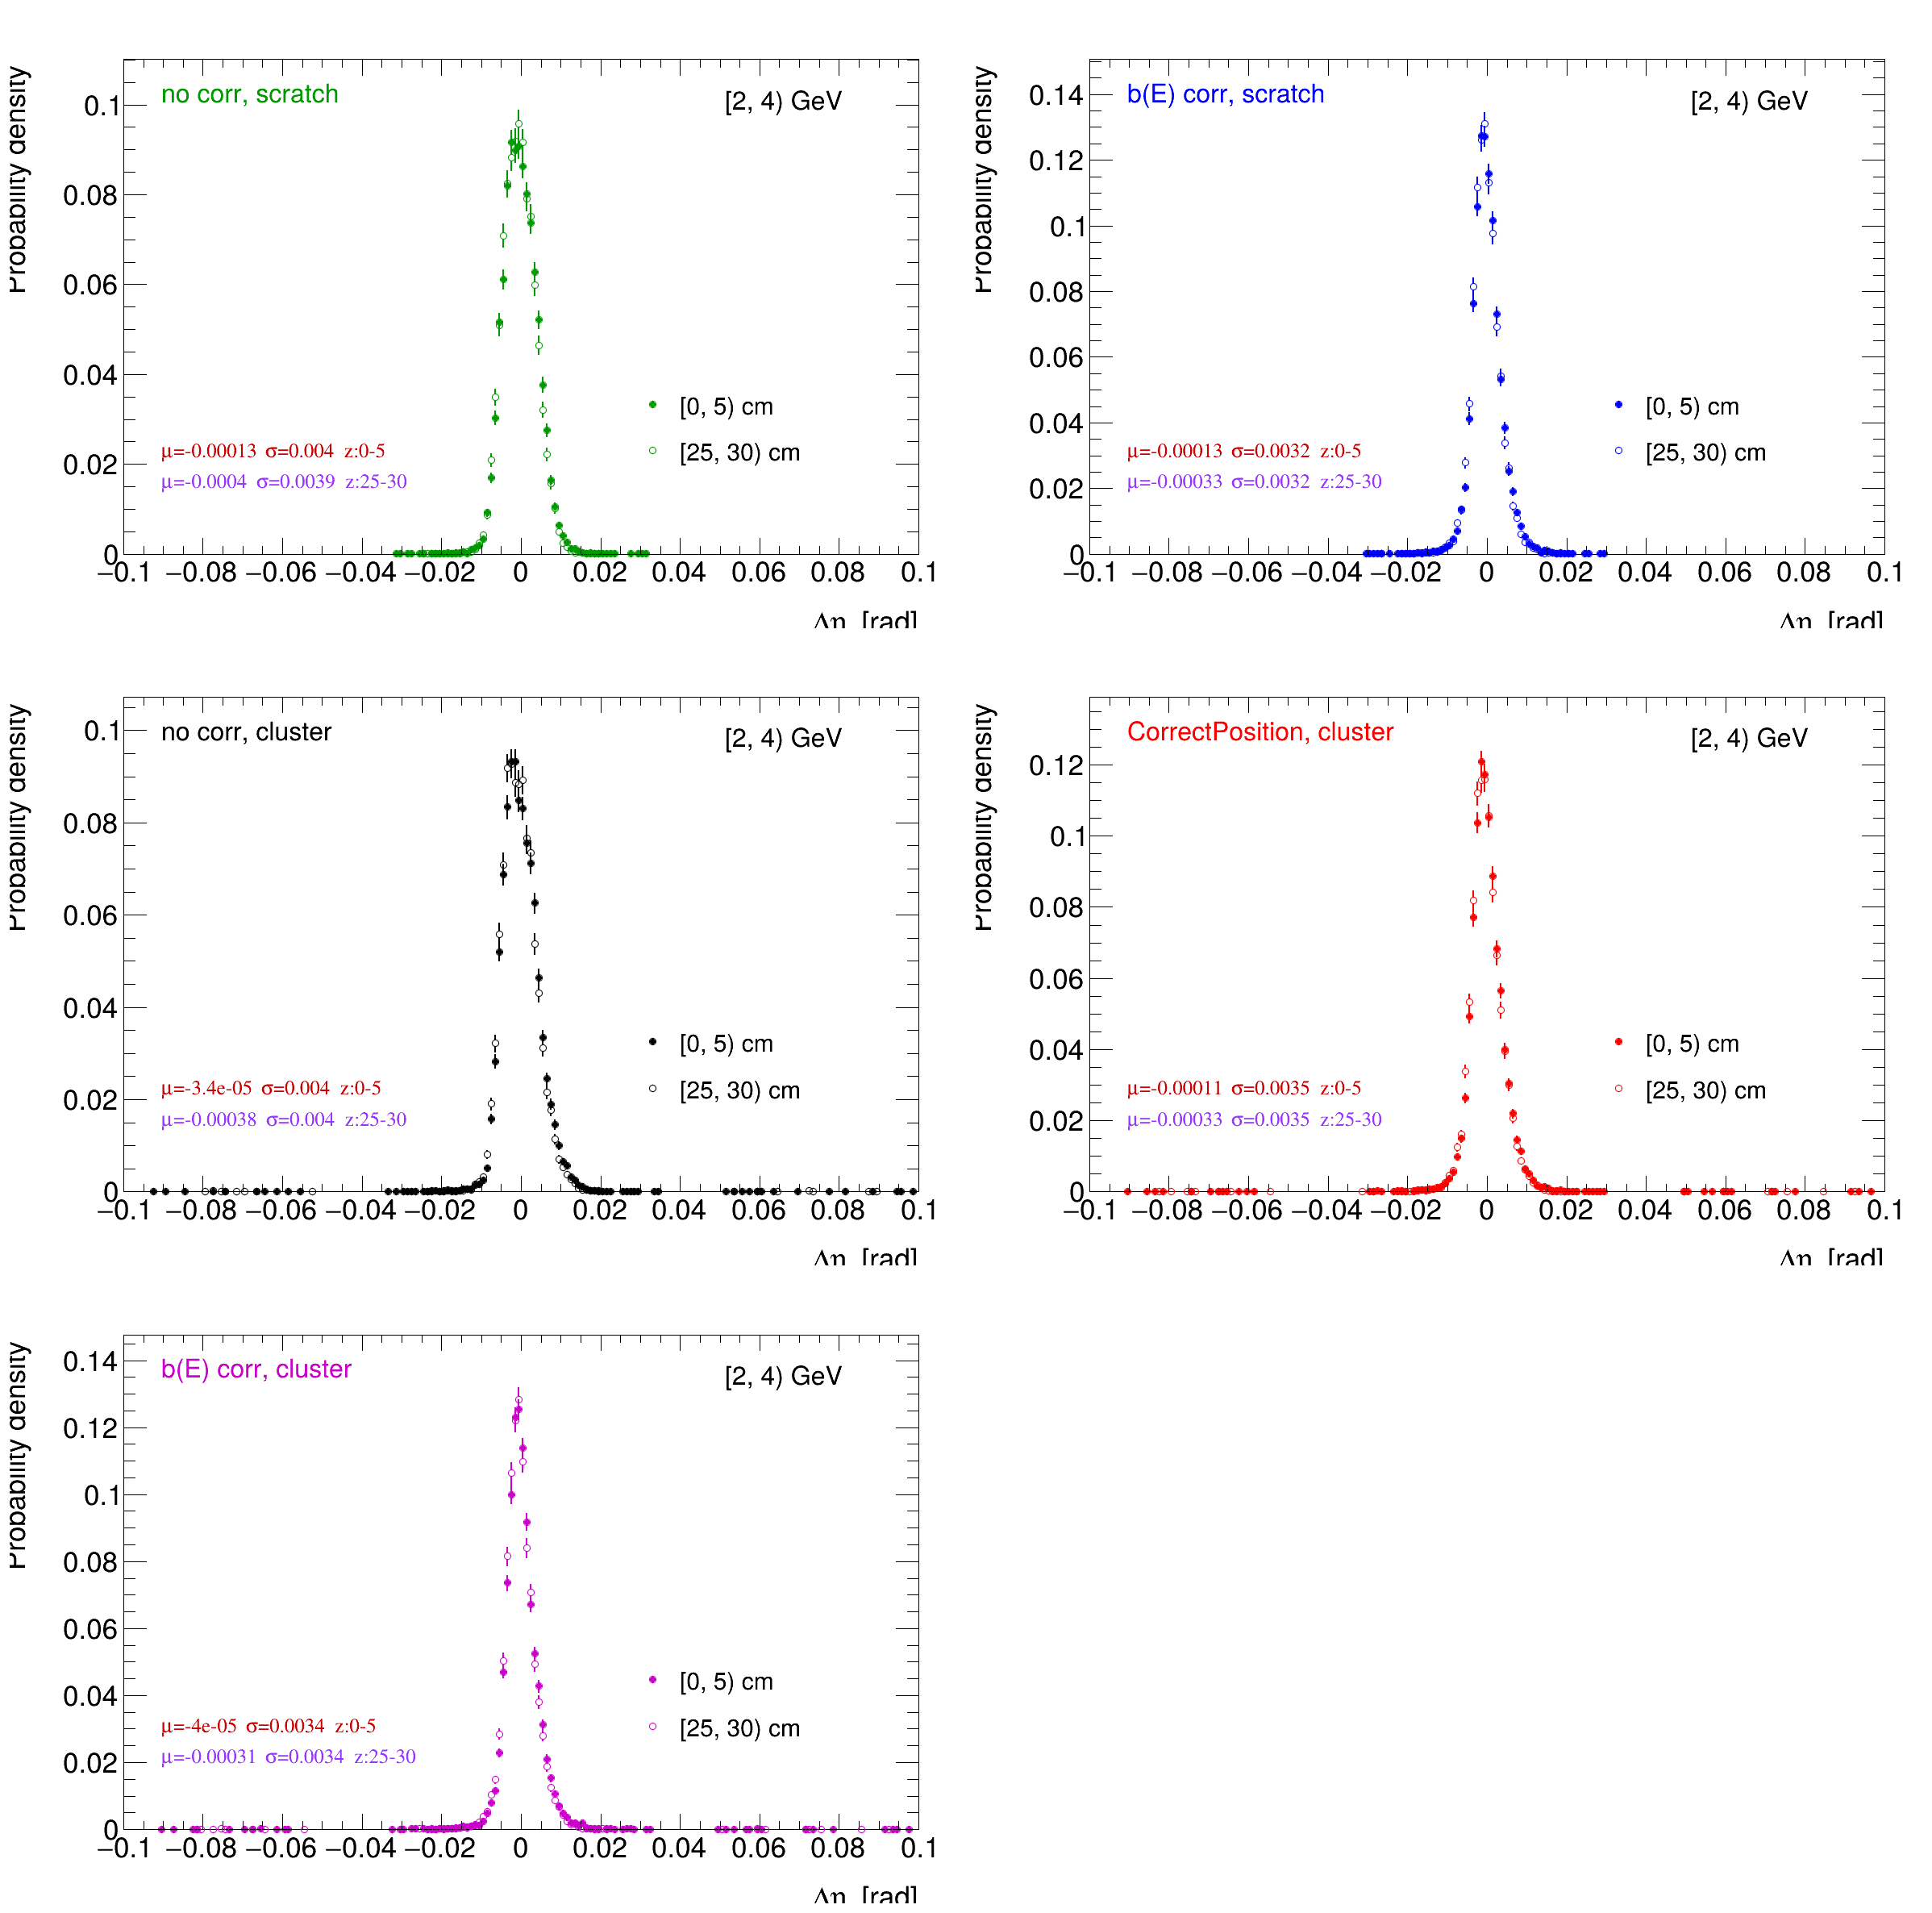 no corr, scratch
[2, 4) GeV
Probability density
0.1
0.08
0.06
0.04
0.02
0
[0, 5) cm
[25, 30) cm
μ=-0.00013 σ=0.004 z:0-5
μ=-0.0004 σ=0.0039 z:25-30
−0.1 −0.08 −0.06 −0.04 −0.02 0 0.02 0.04 0.06 0.08 0.1
Δη [rad]
b(E) corr, scratch
[2, 4) GeV
Probability density
0.14
0.12
0.1
0.08
0.06
0.04
0.02
0
[0, 5) cm
[25, 30) cm
μ=-0.00013 σ=0.0032 z:0-5
μ=-0.00033 σ=0.0032 z:25-30
−0.1 −0.08 −0.06 −0.04 −0.02 0 0.02 0.04 0.06 0.08 0.1
Δη [rad]
no corr, cluster
[2, 4) GeV
Probability density
0.1
0.08
0.06
0.04
0.02
0
[0, 5) cm
[25, 30) cm
μ=-3.4e-05 σ=0.004 z:0-5
μ=-0.00038 σ=0.004 z:25-30
−0.1 −0.08 −0.06 −0.04 −0.02 0 0.02 0.04 0.06 0.08 0.1
Δη [rad]
CorrectPosition, cluster
[2, 4) GeV
Probability density
0.12
0.1
0.08
0.06
0.04
0.02
0
[0, 5) cm
[25, 30) cm
μ=-0.00011 σ=0.0035 z:0-5
μ=-0.00033 σ=0.0035 z:25-30
−0.1 −0.08 −0.06 −0.04 −0.02 0 0.02 0.04 0.06 0.08 0.1
Δη [rad]
b(E) corr, cluster
[2, 4) GeV
Probability density
0.14
0.12
0.1
0.08
0.06
0.04
0.02
0
[0, 5) cm
[25, 30) cm
μ=-4e-05 σ=0.0034 z:0-5
μ=-0.00031 σ=0.0034 z:25-30
−0.1 −0.08 −0.06 −0.04 −0.02 0 0.02 0.04 0.06 0.08 0.1
Δη [rad]